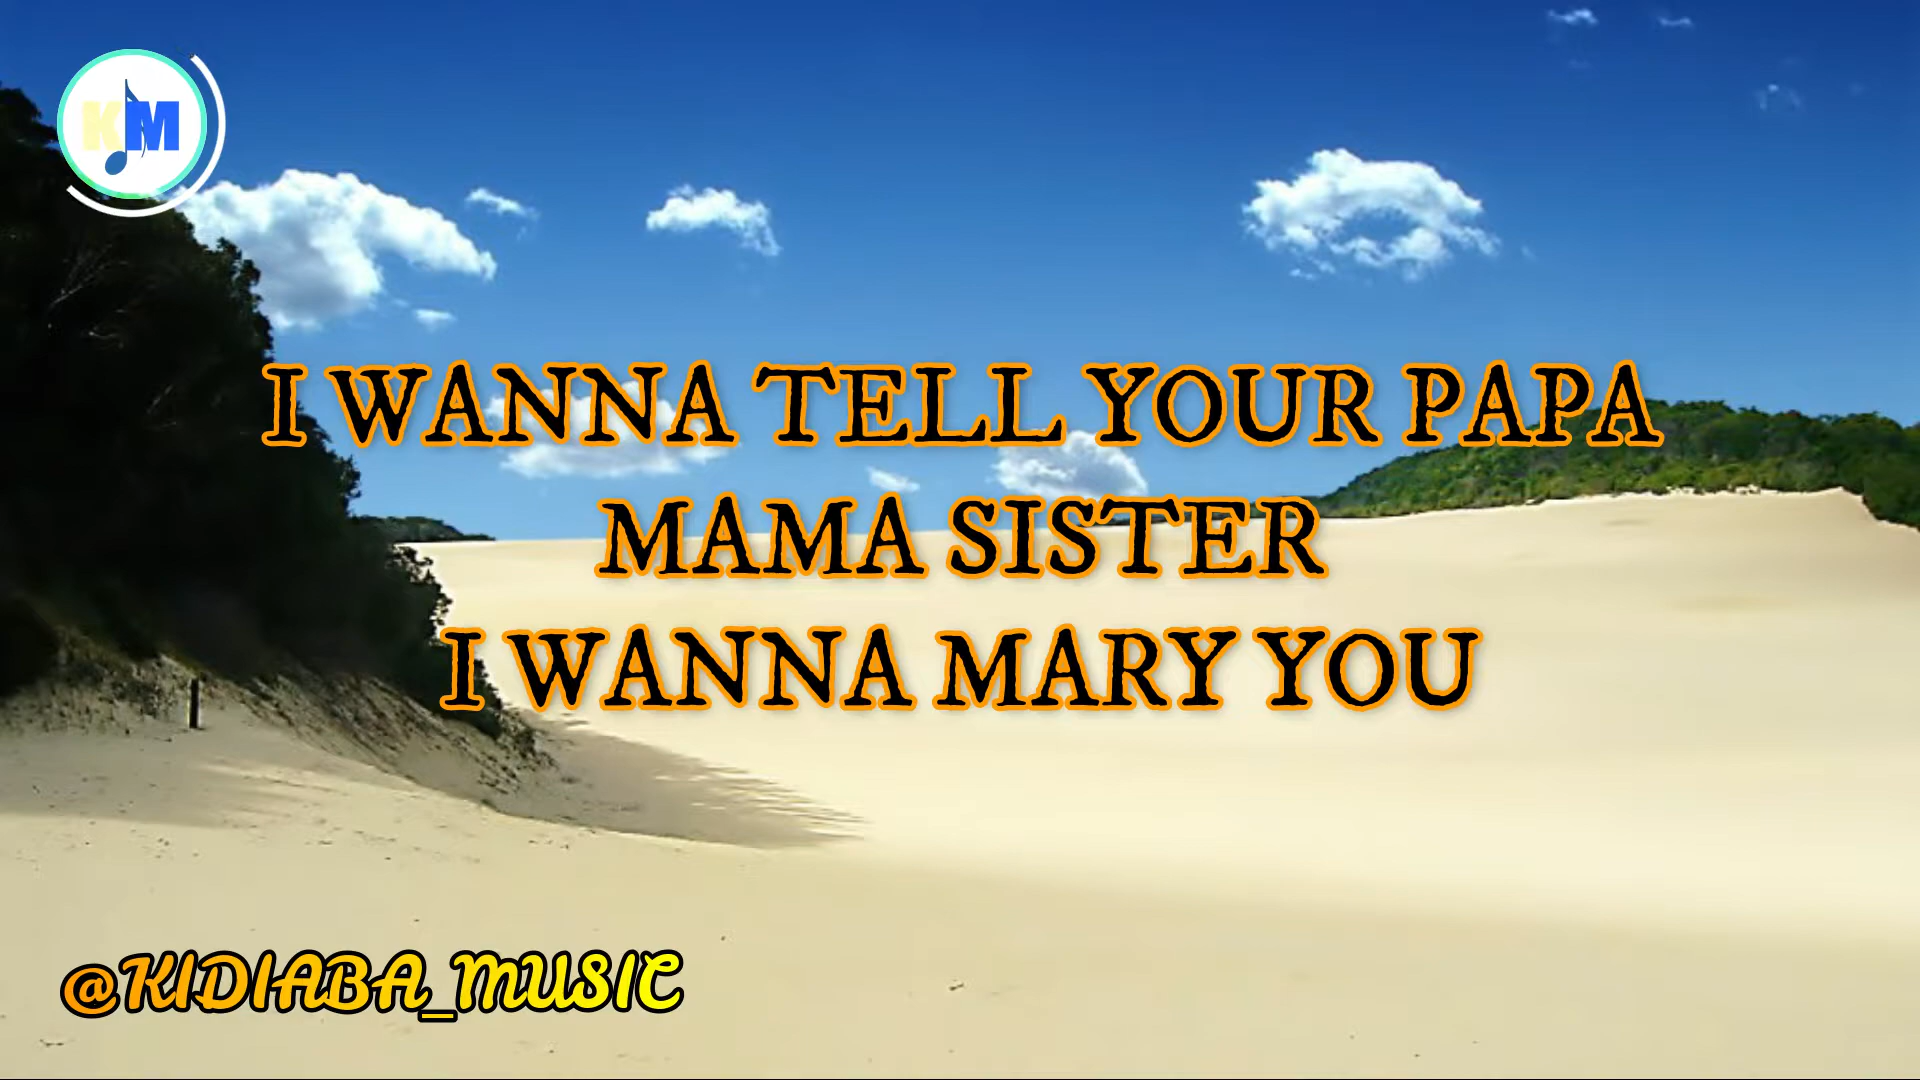 KM
I WANNA TELL YOUR PAPA
MAMA SISTER
I WANNA MARY YOU
@KIDIABA_MUSIC